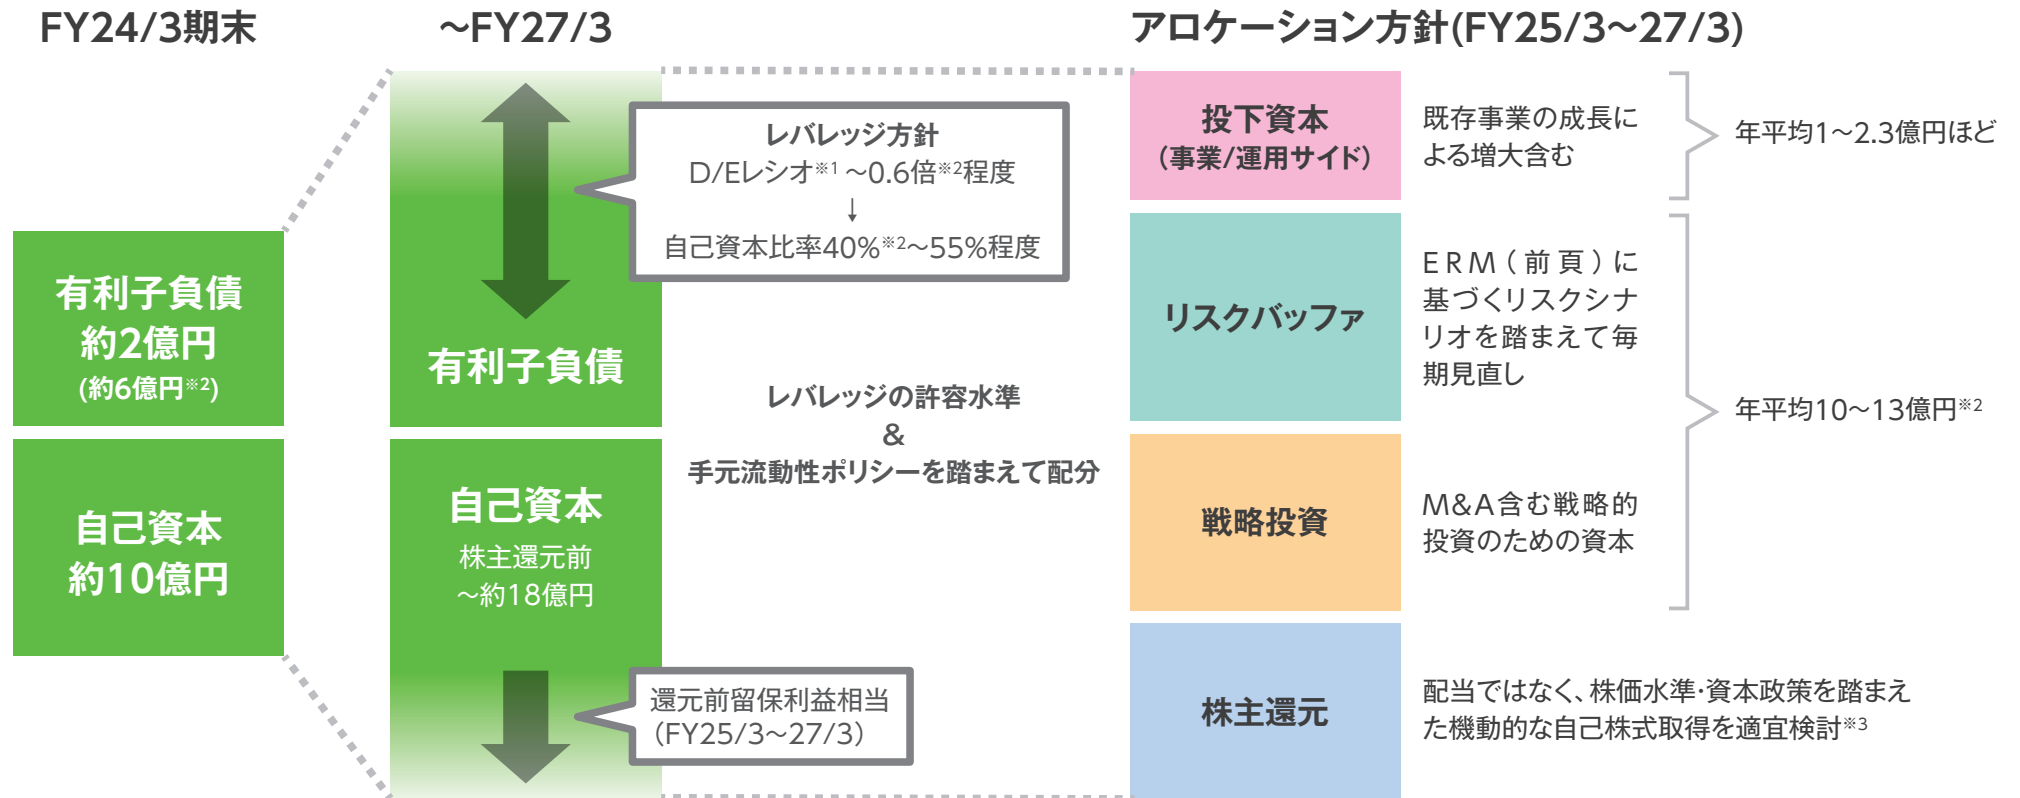 FY24/3期末
有利子負債
約2億円
(約6億円※2)
自己資本
約10億円
～FY27/3
有利子負債
自己資本
株主還元前
～約18億円
レバレッジ方針
D/Eレシオ※1 ～0.6倍※2程度
↓
自己資本比率40%※2～55%程度
還元前留保利益相当
（FY25/3～27/3）
レバレッジの許容水準
&
手元流動性ポリシーを踏まえて配分
アロケーション方針(FY25/3～27/3)
投下資本
（事業/運用サイド）
既存事業の成長に
よる増大含む
年平均1～2.3億円ほど
リスクバッファ
ERM（前頁）に
基づくリスクシナ
リオを踏まえて毎
期見直し
戦略投資
M&A含む戦略的
投資のための資本
年平均10～13億円※2
株主還元
配当ではなく、株価水準・資本政策を踏まえ
た機動的な自己株式取得を適宜検討※3